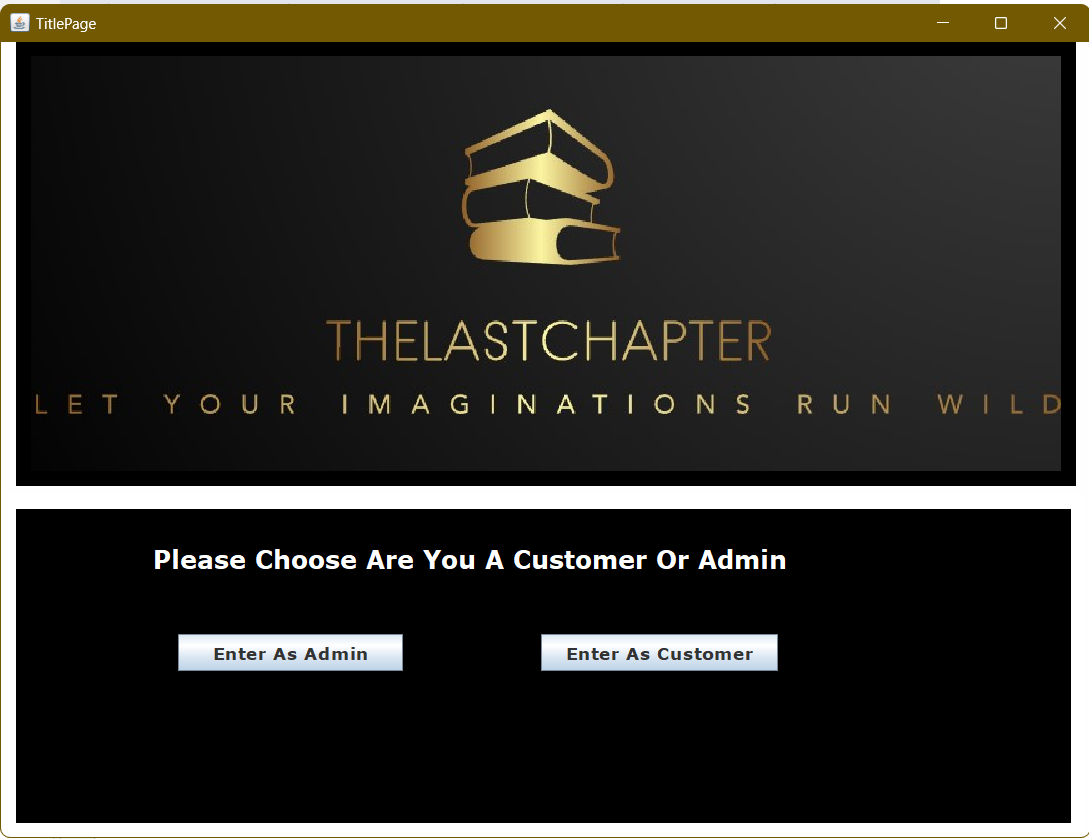 TitlePage
THELASTCHAPTER
LET YOUR IMAGINATIONS RUN WILD
Please Choose Are You A Customer Or Admin
Enter As Admin
Enter As Customer